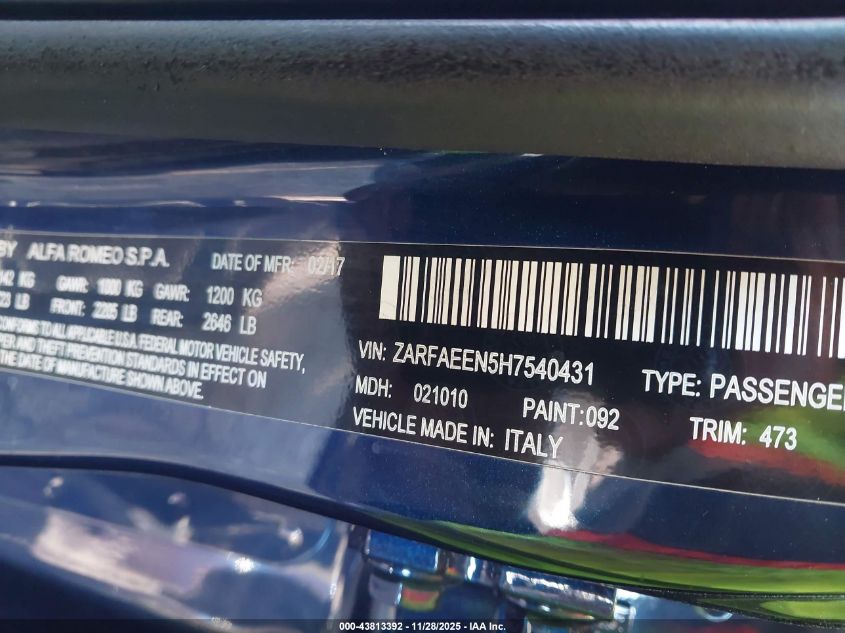 BY ALFA ROMEO S.P.A. DATE OF MFR: 02/17
KG GAWR: 1000 KG GAWR: 1200 KG
LB FRONT: 2205 LB REAR: 2646 LB
CONFORMS TO ALL APPLICABLE U.S.A. FEDERAL MOTOR VEHICLE SAFETY,
PER AND THEFT PREVENTION STANDARDS IN EFFECT ON
MANUFACTURE SHOWN ABOVE.
VIN: ZARFAEEN5H7540431 TYPE: PASSENGE
MDH: 021010 PAINT:092 TRIM: 473
VEHICLE MADE IN: ITALY
000-43813392 - 11/28/2025 - IAA Inc.